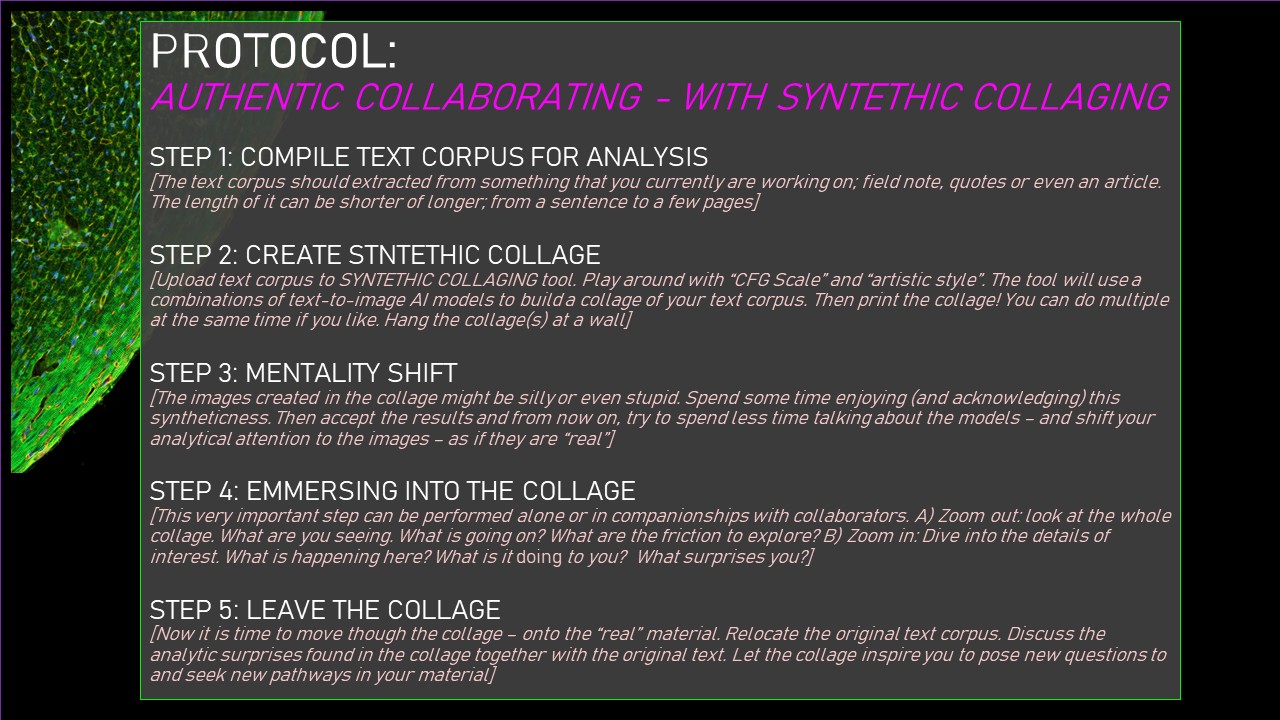 PROTOCOL:
AUTHENTIC COLLABORATING - WITH SYNTETHIC COLLAGING
STEP 1: COMPILE TEXT CORPUS FOR ANALYSIS
[The text corpus should extracted from something that you currently are working on; field note, quotes or even an article.
The length of it can be shorter of longer; from a sentence to a few pages]
STEP 2: CREATE STNTETHIC COLLAGE
[Upload text corpus to SYNTETHIC COLLAGING tool. Play around with “CFG Scale” and “artistic style”. The tool will use a
combinations of text-to-image AI models to build a collage of your text corpus. Then print the collage! You can do multiple
at the same time if you like. Hang the collage(s) at a wall]
STEP 3: MENTALITY SHIFT
[The images created in the collage might be silly or even stupid. Spend some time enjoying (and acknowledging) this
syntheticness. Then accept the results and from now on, try to spend less time talking about the models – and shift your
analytical attention to the images – as if they are “real”]
STEP 4: EMMERSING INTO THE COLLAGE
[This very important step can be performed alone or in companionships with collaborators. A) Zoom out: look at the whole
collage. What are you seeing. What is going on? What are the friction to explore? B) Zoom in: Dive into the details of
interest. What is happening here? What is it doing to you? What surprises you?]
STEP 5: LEAVE THE COLLAGE
[Now it is time to move though the collage – onto the “real” material. Relocate the original text corpus. Discuss the
analytic surprises found in the collage together with the original text. Let the collage inspire you to pose new questions to
and seek new pathways in your material]